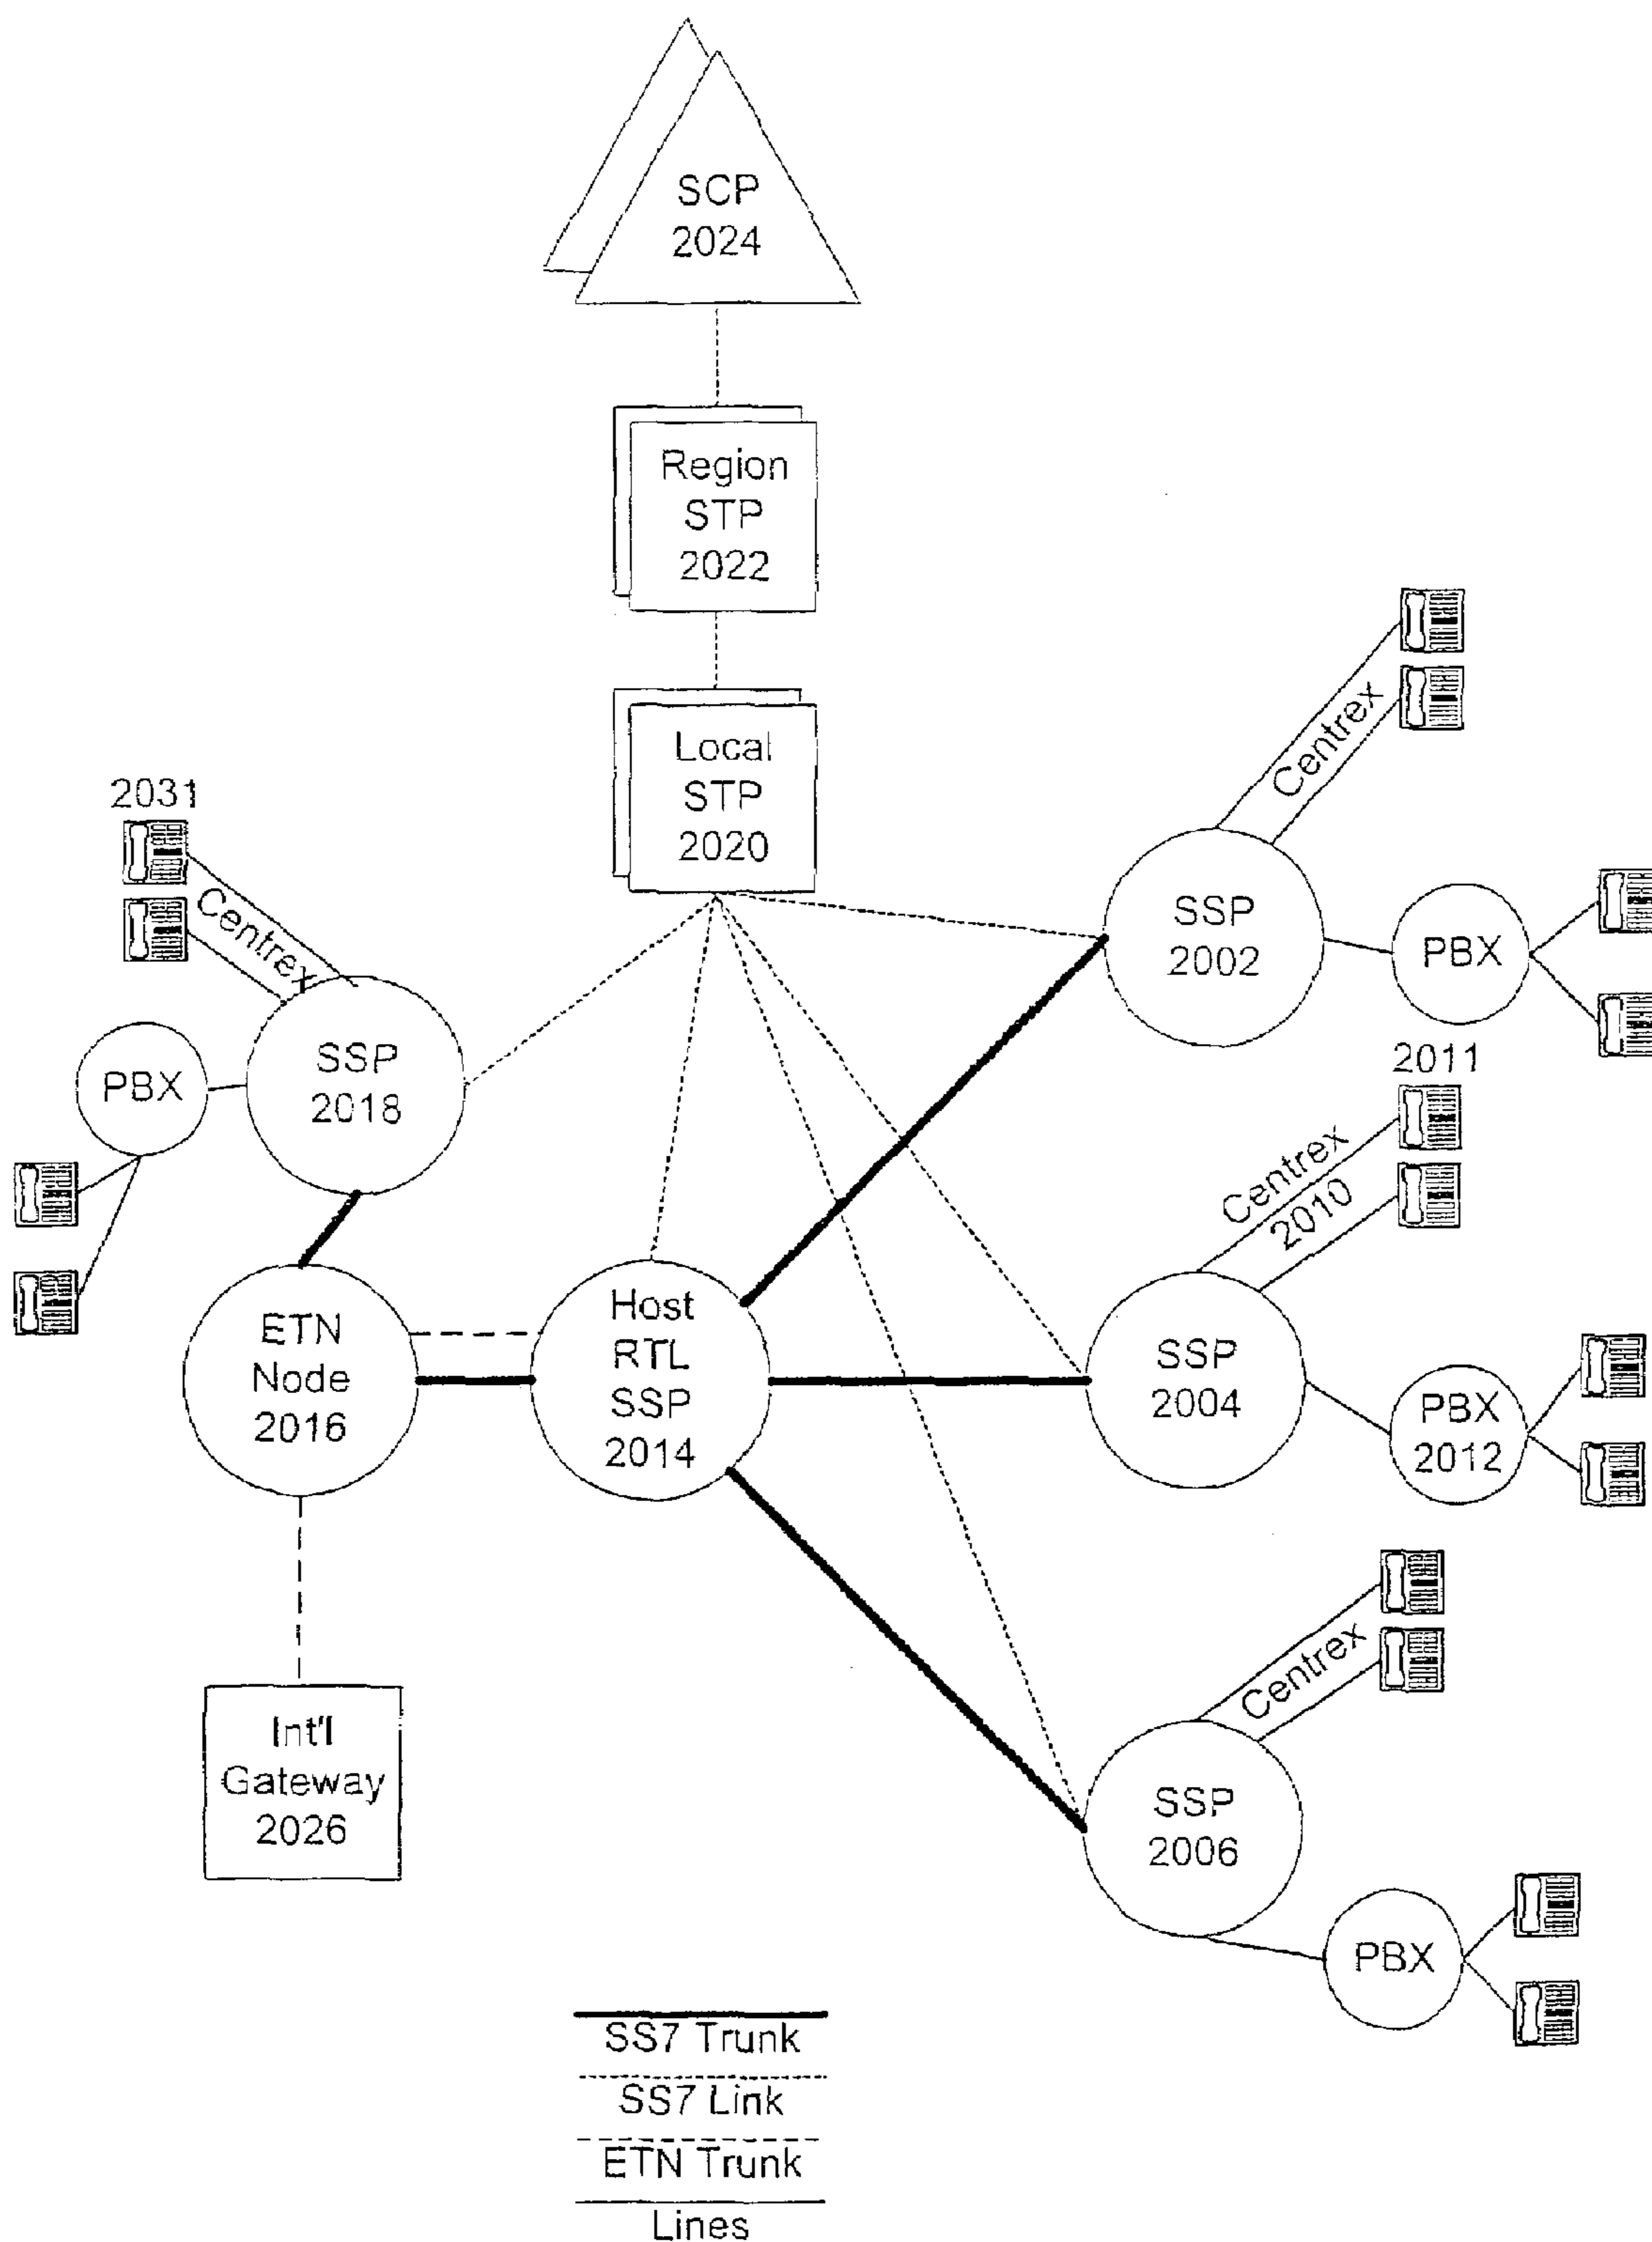 SCP
2024
Region
STP
2022
Local
STP
2020
2031
Centrex
SSP
2018
PBX
Centrex
SSP
2002
PBX
2011
Centrex
2010
SSP
2004
PBX
2012
ETN
Node
2016
Host
RTL
SSP
2014
Int'l
Gateway
2026
Centrex
SSP
2006
PBX
SS7 Trunk
SS7 Link
ETN Trunk
Lines